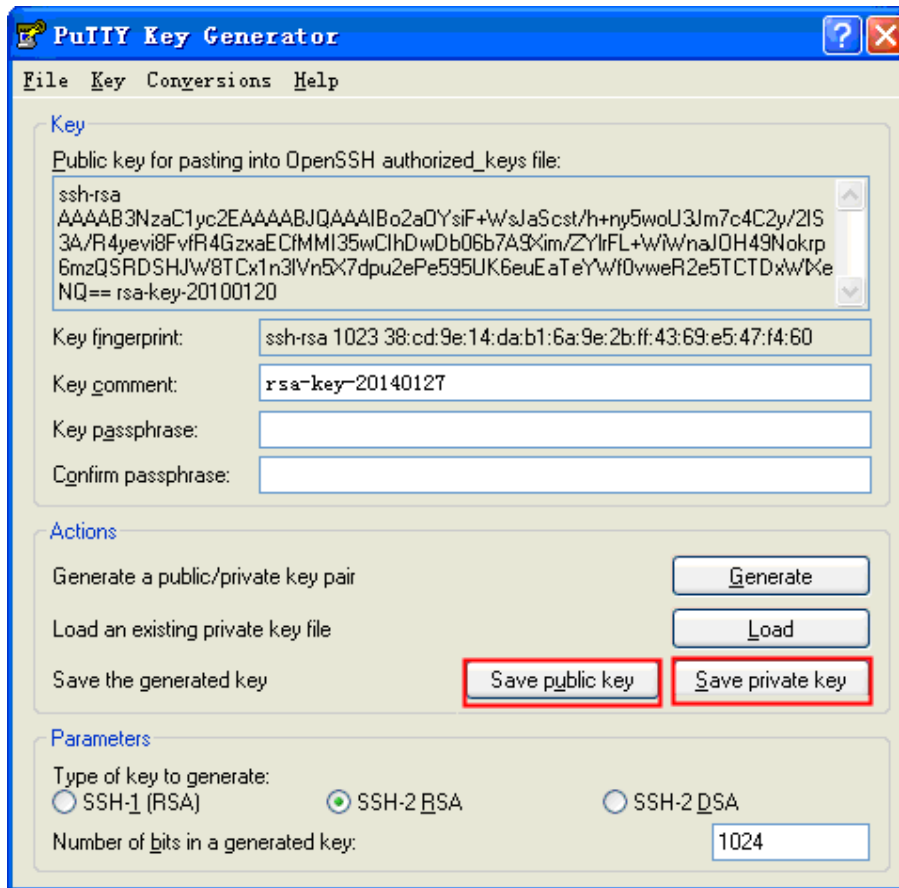 PuTTY Key Generator
File Key Conversions Help
Key
Public key for pasting into OpenSSH authorized_keys file:
ssh-rsa
AAAAB3NzaC1yc2EAAAABJQAAAIBo2aOYsiF+WsJaScst/h+ny5woU3Jm7c4C2y/2IS
3A/R4yevi8FvfR4GzxaECfMMI35wClhDwDb06b7A9Xim/ZYlrFL+WiWnaJOH49Nokrp
6mzQSRDSHJW8TCx1n3lVn5X7dpu2ePe595UK6euEaTeYWf0vweR2e5TCTDxWlXe
NQ== rsa-key-20100120
Key fingerprint: ssh-rsa 1023 38:cd:9e:14:da:b1:6a:9e:2b:ff:43:69:e5:47:f4:60
Key comment: rsa-key-20140127
Key passphrase:
Confirm passphrase:
Actions
Generate a public/private key pair Generate
Load an existing private key file Load
Save the generated key Save public key Save private key
Parameters
Type of key to generate:
SSH-1 (RSA) SSH-2 RSA SSH-2 DSA
Number of bits in a generated key: 1024